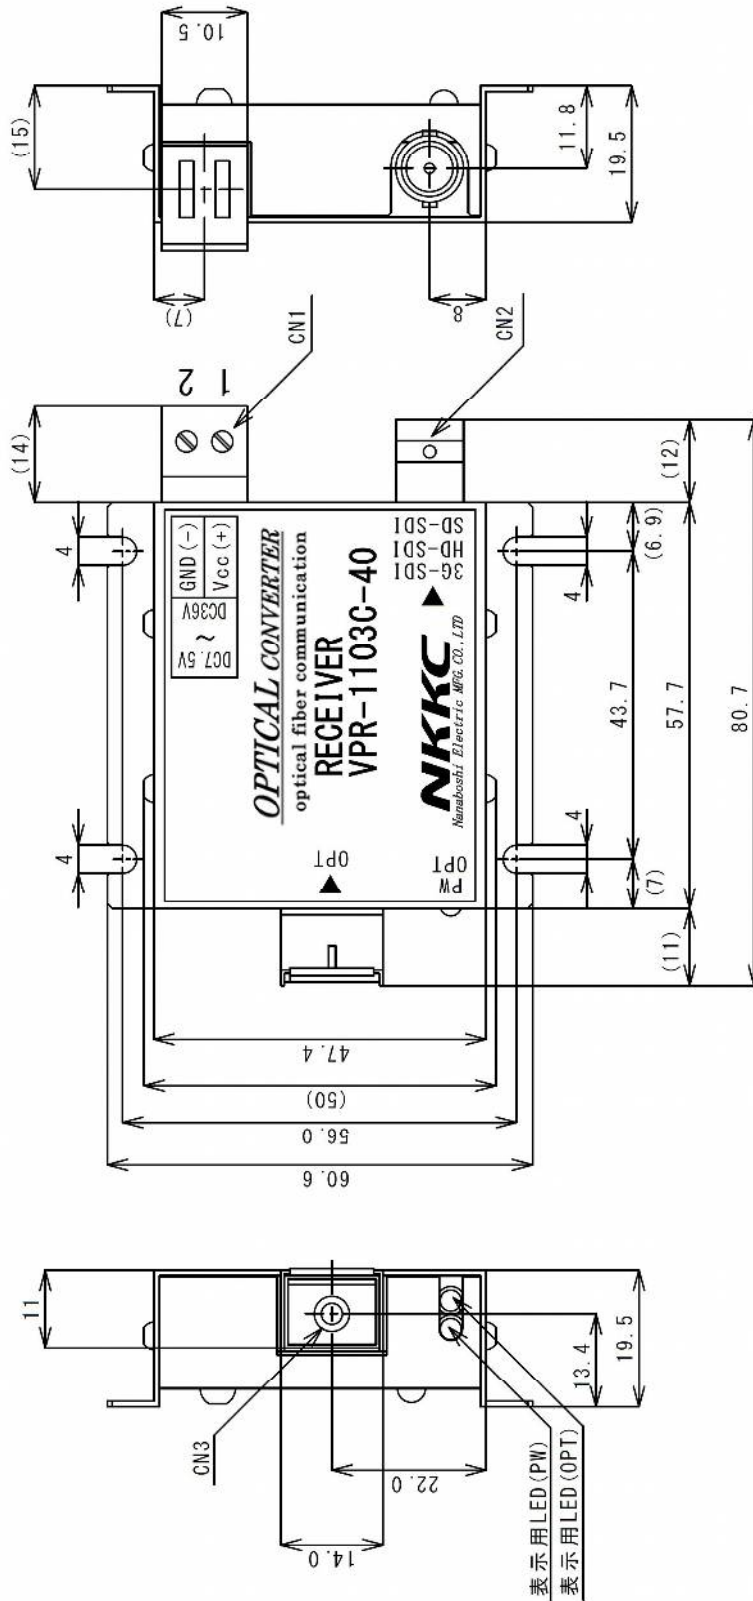 10.5
(15)
11.8
19.5
(7)
8
CN1
CN2
2
1
(14)
(12)
4
(6.9)
4
GND(-)
Vcc(+)
DC7.5V
～
DC36V
OPTICAL CONVERTER
optical fiber communication
RECEIVER
VPR-1103C-40
3G-SDI
HD-SDI
SD-SDI
▶
NKKC
Nanaboshi Electric MFG.CO.,LTD
▶
OPT
PW
OPT
43.7
57.7
80.7
4
4
(7)
(11)
47.4
(50)
56.0
60.6
11
13.4
19.5
CN3
22.0
14.0
表示用LED(PW)
表示用LED(OPT)